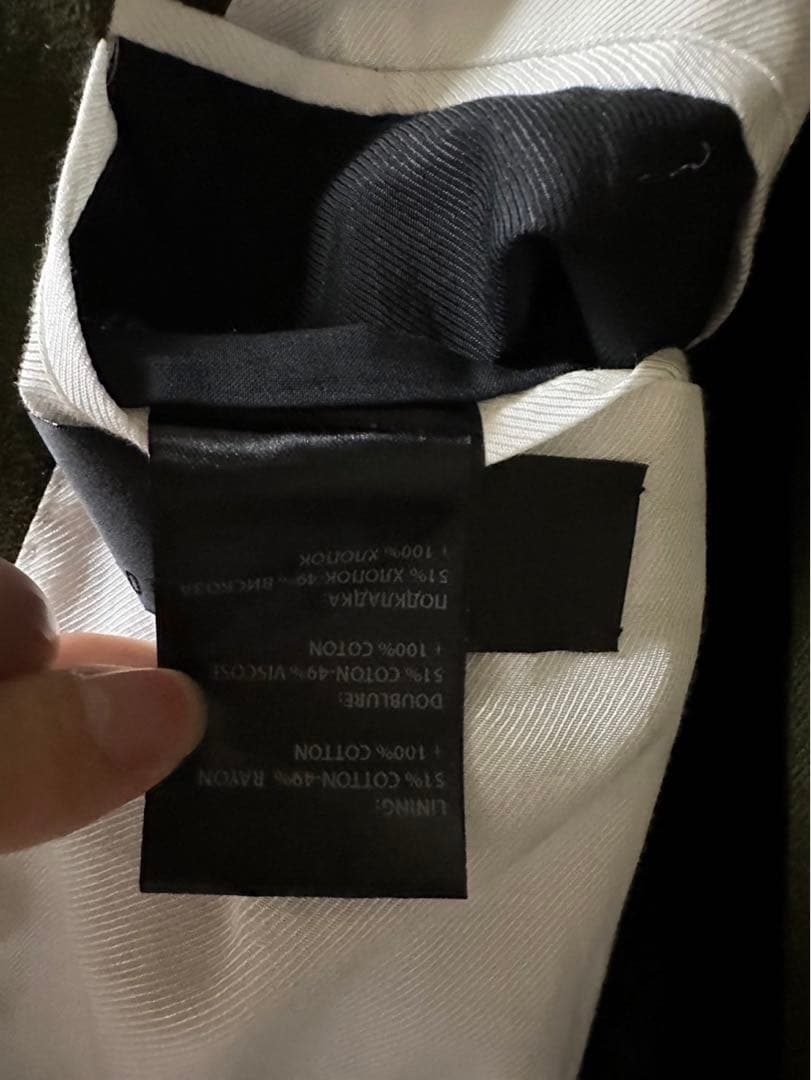 LINING:
51% COTTON-49% RAYON
+ 100% COTTON
DOUBLURE:
51% COTON-49% VISCOSE
+ 100% COTON
ПОДКЛАДКА:
51% ХЛОПОК-49% ВИСКОЗА
+ 100% ХЛОПОК